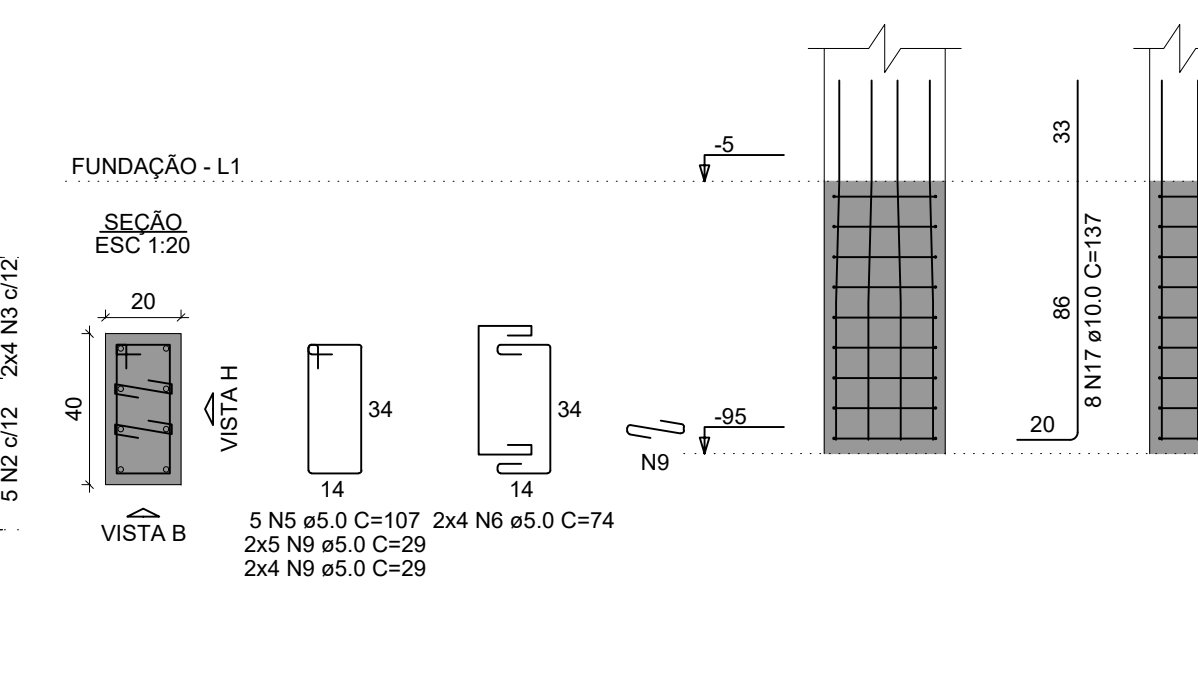 FUNDAÇÃO - L1
-5
33
SEÇÃO
ESC 1:20
2x4 N3 c/12
5 N2 c/12
20
40
VISTA H
VISTA B
34
14
34
14
N9
-95
86
8 N17 ø10.0 C=137
20
5 N5 ø5.0 C=107
2x4 N6 ø5.0 C=74
2x5 N9 ø5.0 C=29
2x4 N9 ø5.0 C=29